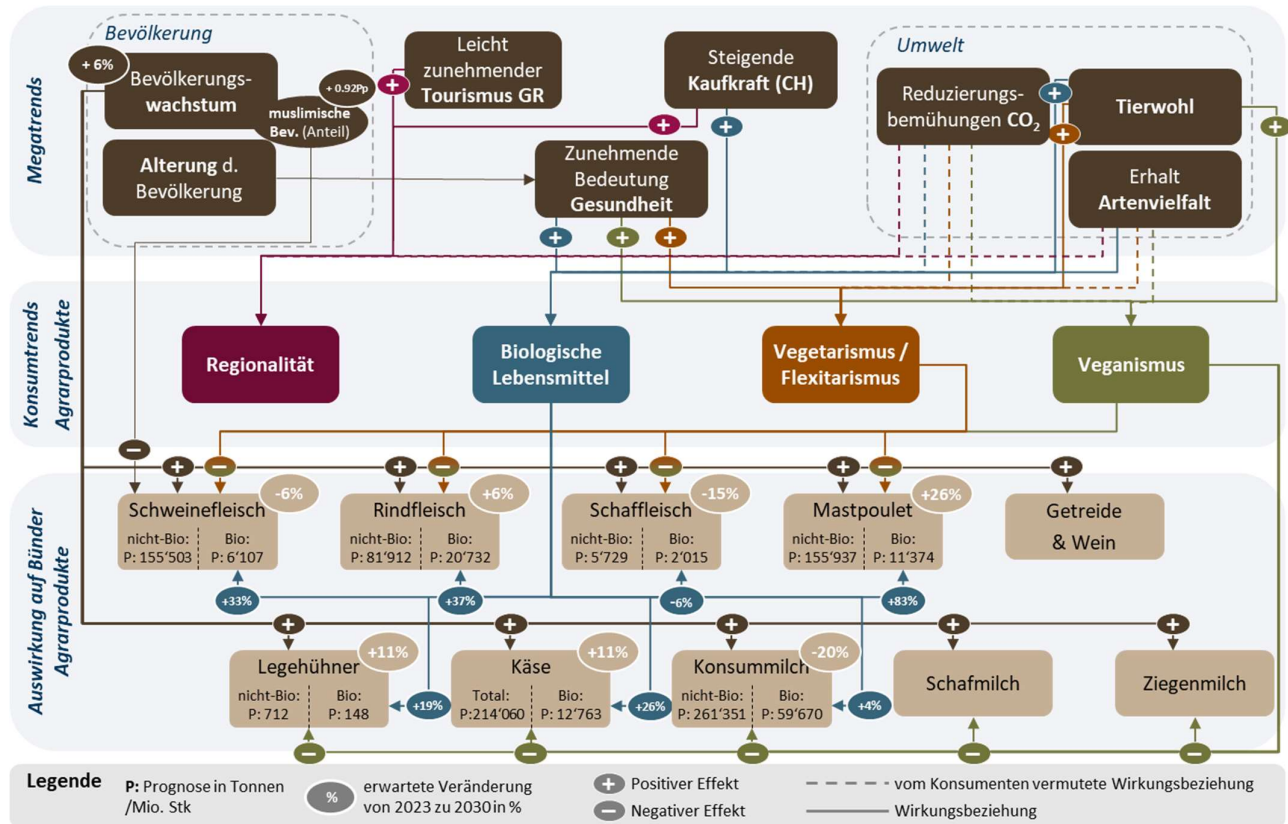 Megatrends
Bevölkerung
+ 6%
Bevölkerungs-
wachstum
+ 0.92Pp
muslimische
Bev. (Anteil)
Alterung d.
Bevölkerung
Leicht
zunehmender
Tourismus GR
+
Steigende
Kaufkraft (CH)
+
+
Zunehmende
Bedeutung
Gesundheit
+
+
+
Umwelt
Reduzierungs-
bemühungen CO₂
+
+
Tierwohl
+
Erhalt
Artenvielfalt
Konsumtrends
Agrarprodukte
Regionalität
Biologische
Lebensmittel
Vegetarismus /
Flexitarismus
Veganismus
Auswirkung auf Bünder
Agrarprodukte
−
+
−
+
−
+
−
+
−
+
Schweinefleisch
-6%
nicht-Bio:
P: 155‘503
Bio:
P: 6‘107
+33%
Rindfleisch
+6%
nicht-Bio:
P: 81‘912
Bio:
P: 20‘732
+37%
Schaffleisch
-15%
nicht-Bio:
P: 5‘729
Bio:
P: 2‘015
-6%
Mastpoulet
+26%
nicht-Bio:
P: 155‘937
Bio:
P: 11‘374
+83%
Getreide
& Wein
+
+
+
+
+
Legehühner
+11%
nicht-Bio:
P: 712
Bio:
P: 148
+19%
Käse
+11%
Total:
P:214‘060
Bio:
P: 12‘763
+26%
Konsummilch
-20%
nicht-Bio:
P: 261‘351
Bio:
P: 59‘670
+4%
Schafmilch
Ziegenmilch
−
−
−
−
−
Legende
P: Prognose in Tonnen
/Mio. Stk
%
erwartete Veränderung
von 2023 zu 2030 in %
+ Positiver Effekt
− Negativer Effekt
vom Konsumenten vermutete Wirkungsbeziehung
Wirkungsbeziehung